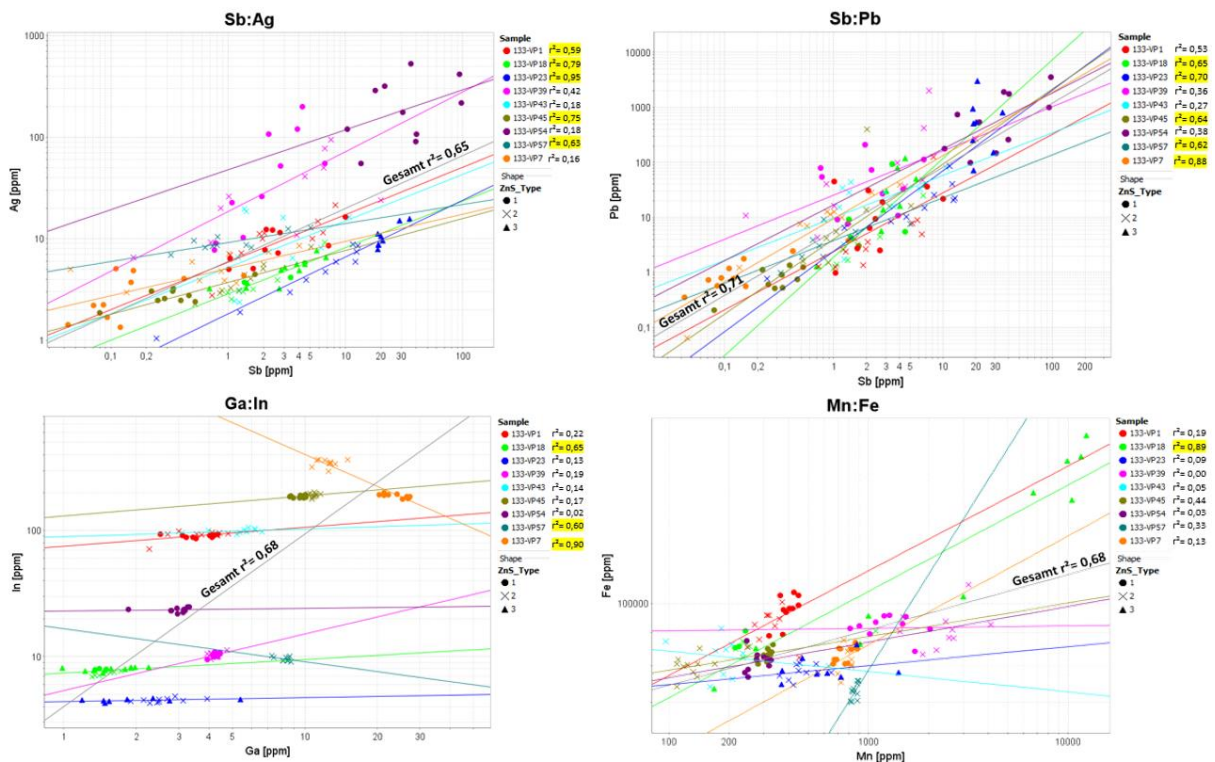 Sb:Ag
1000
100
10
1
Ag [ppm]
0,1
0,2
1
2
3
4
5
10
20
30
100
Sb [ppm]
Gesamt r²= 0,65
Sample
133-VP1 r²= 0,59
133-VP18 r²= 0,79
133-VP23 r²= 0,95
133-VP39 r²= 0,42
133-VP43 r²= 0,18
133-VP45 r²= 0,75
133-VP54 r²= 0,18
133-VP57 r²= 0,63
133-VP7 r²= 0,16
Shape
ZnS_Type
1
2
3
Sb:Pb
10000
1000
100
10
1
0,1
Pb [ppm]
0,1
0,2
1
2
3
4
5
10
20
30
100
200
Sb [ppm]
Gesamt r²= 0,71
Sample
133-VP1 r²= 0,53
133-VP18 r²= 0,65
133-VP23 r²= 0,70
133-VP39 r²= 0,36
133-VP43 r²= 0,27
133-VP45 r²= 0,64
133-VP54 r²= 0,38
133-VP57 r²= 0,62
133-VP7 r²= 0,88
Shape
ZnS_Type
1
2
3
Ga:In
100
10
In [ppm]
1
2
3
4
5
10
20
30
Ga [ppm]
Gesamt r²= 0,68
Sample
133-VP1 r²= 0,22
133-VP18 r²= 0,65
133-VP23 r²= 0,13
133-VP39 r²= 0,19
133-VP43 r²= 0,14
133-VP45 r²= 0,17
133-VP54 r²= 0,02
133-VP57 r²= 0,60
133-VP7 r²= 0,90
Shape
ZnS_Type
1
2
3
Mn:Fe
100000
Fe [ppm]
100
200
1000
2000
10000
Mn [ppm]
Gesamt r²= 0,68
Sample
133-VP1 r²= 0,19
133-VP18 r²= 0,89
133-VP23 r²= 0,09
133-VP39 r²= 0,00
133-VP43 r²= 0,05
133-VP45 r²= 0,44
133-VP54 r²= 0,03
133-VP57 r²= 0,33
133-VP7 r²= 0,13
Shape
ZnS_Type
1
2
3